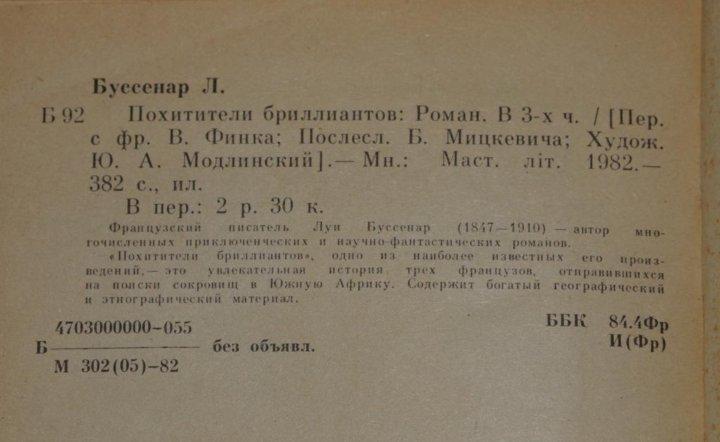 Буссенар Л.
Б 92 Похитители бриллиантов: Роман. В 3-х ч. / [Пер.
с фр. В. Финка; Послесл. Б. Мицкевича; Худож.
Ю. А. Модлинский].— Мн.: Маст. літ. 1982.—
382 с., ил.
В пер.: 2 р. 30 к.
Французский писатель Луи Буссенар (1847—1910) — автор мно-
гочисленных приключенческих и научно-фантастических романов.
«Похитители бриллиантов», одно из наиболее известных его произ-
ведений,— это увлекательная история трех французов, отправившихся
на поиски сокровищ в Южную Африку. Содержит богатый географический
и этнографический материал.
4703000000—055
Б———— без объявл.
М 302(05)—82
ББК 84.4Фр
И(Фр)